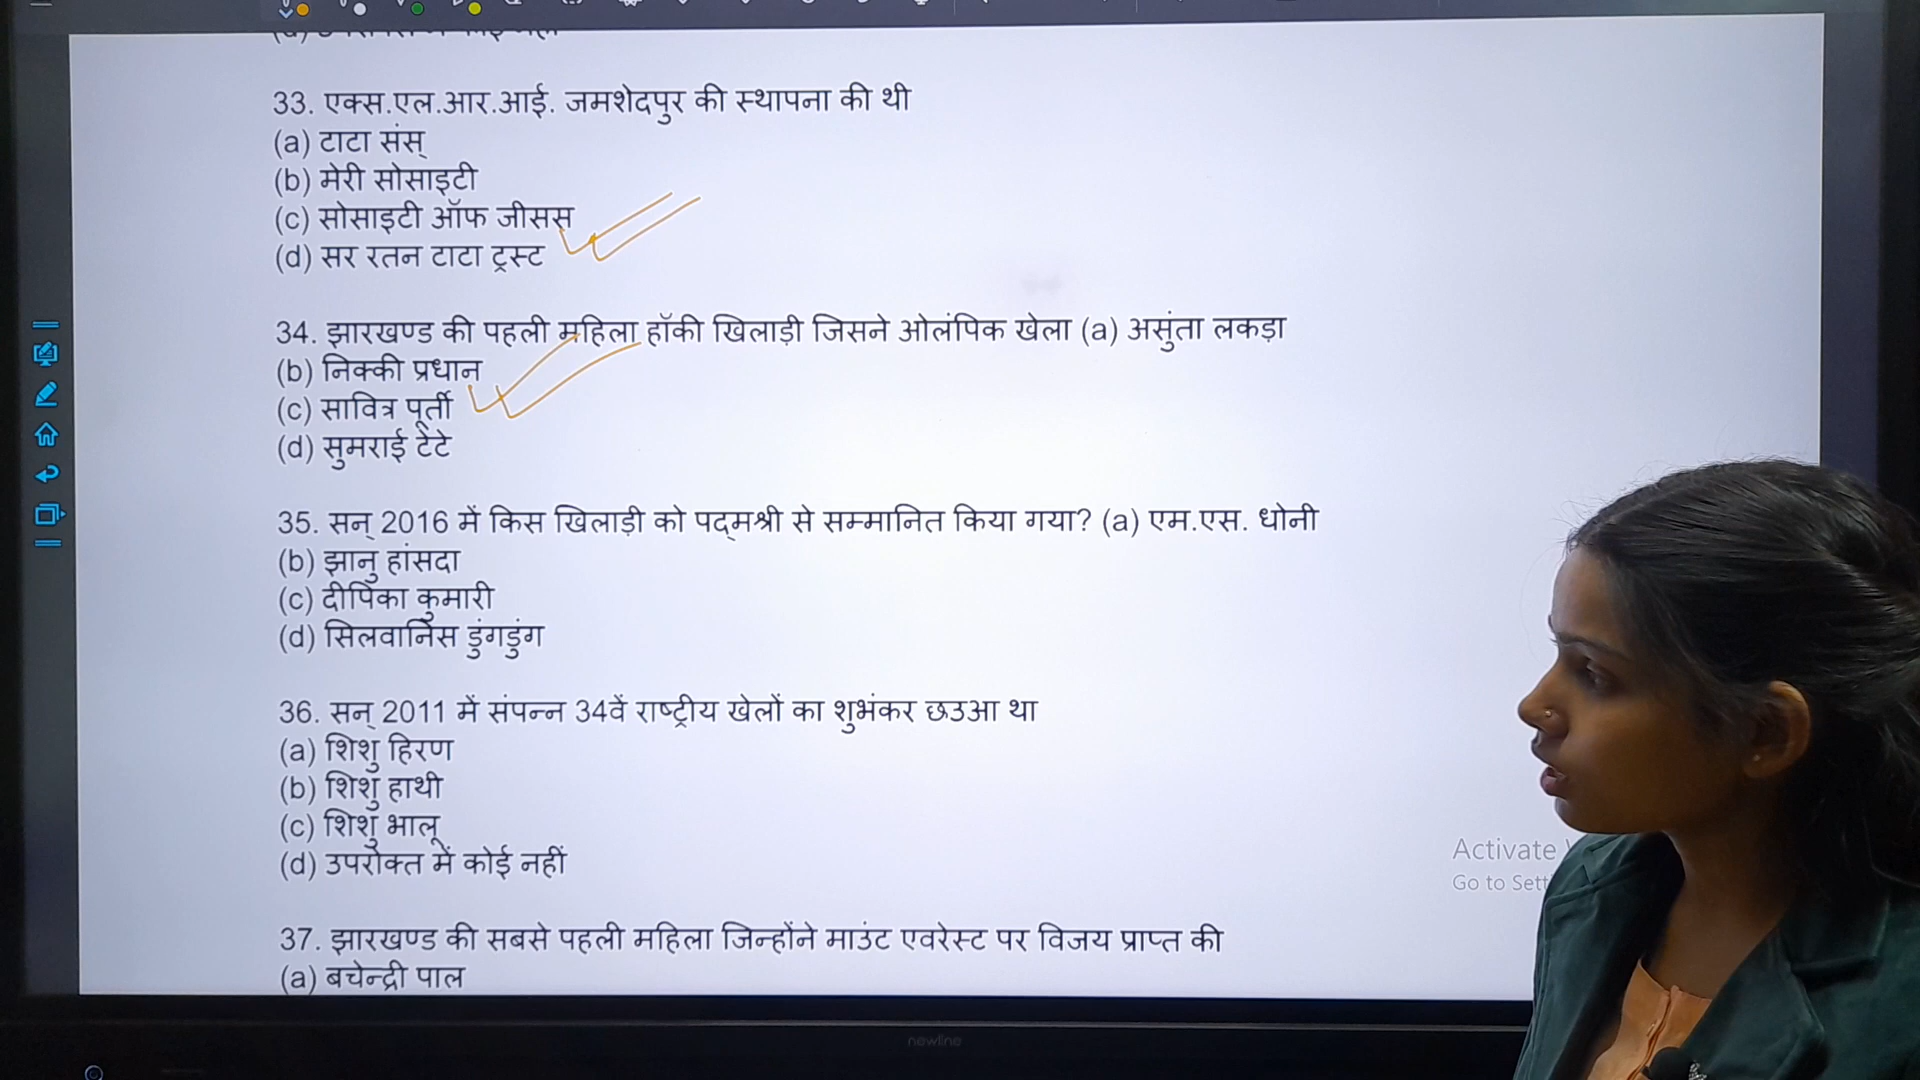 33. एक्स.एल.आर.आई. जमशेदपुर की स्थापना की थी
(a) टाटा संस्
(b) मेरी सोसाइटी
(c) सोसाइटी ऑफ जीसस
(d) सर रतन टाटा ट्रस्ट
34. झारखण्ड की पहली महिला हॉकी खिलाड़ी जिसने ओलंपिक खेला (a) असुंता लकड़ा
(b) निक्की प्रधान
(c) सावित्र पूर्ती
(d) सुमराई टेटे
35. सन् 2016 में किस खिलाड़ी को पद्मश्री से सम्मानित किया गया? (a) एम.एस. धोनी
(b) झानु हांसदा
(c) दीपिका कुमारी
(d) सिलवानिस डुंगडुंग
36. सन् 2011 में संपन्न 34वें राष्ट्रीय खेलों का शुभंकर छउआ था
(a) शिशु हिरण
(b) शिशु हाथी
(c) शिशु भालू
(d) उपरोक्त में कोई नहीं
37. झारखण्ड की सबसे पहली महिला जिन्होंने माउंट एवरेस्ट पर विजय प्राप्त की
(a) बचेन्द्री पाल
Activate
Go to Sett
newline